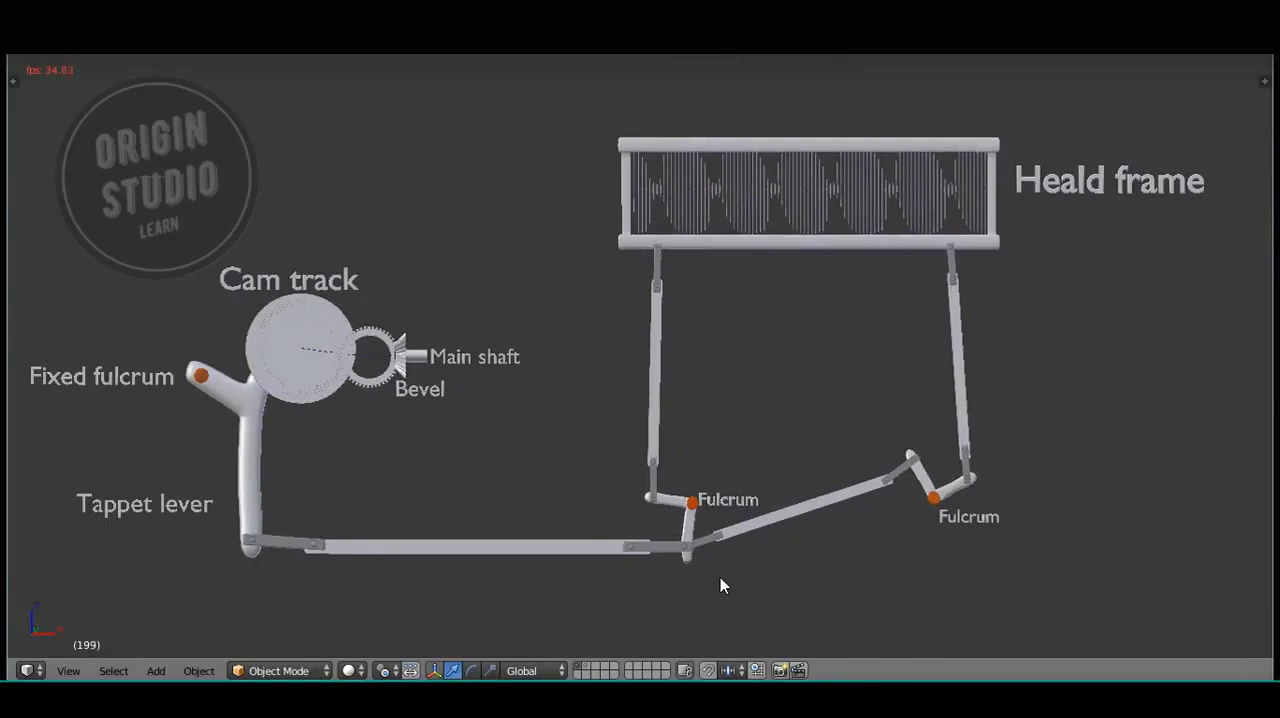 fps: 34.82
ORIGIN
STUDIO
LEARN
Heald frame
Cam track
Main shaft
Fixed fulcrum
Bevel
Tappet lever
Fulcrum
Fulcrum
(199)
View Select Add Object Object Mode Global